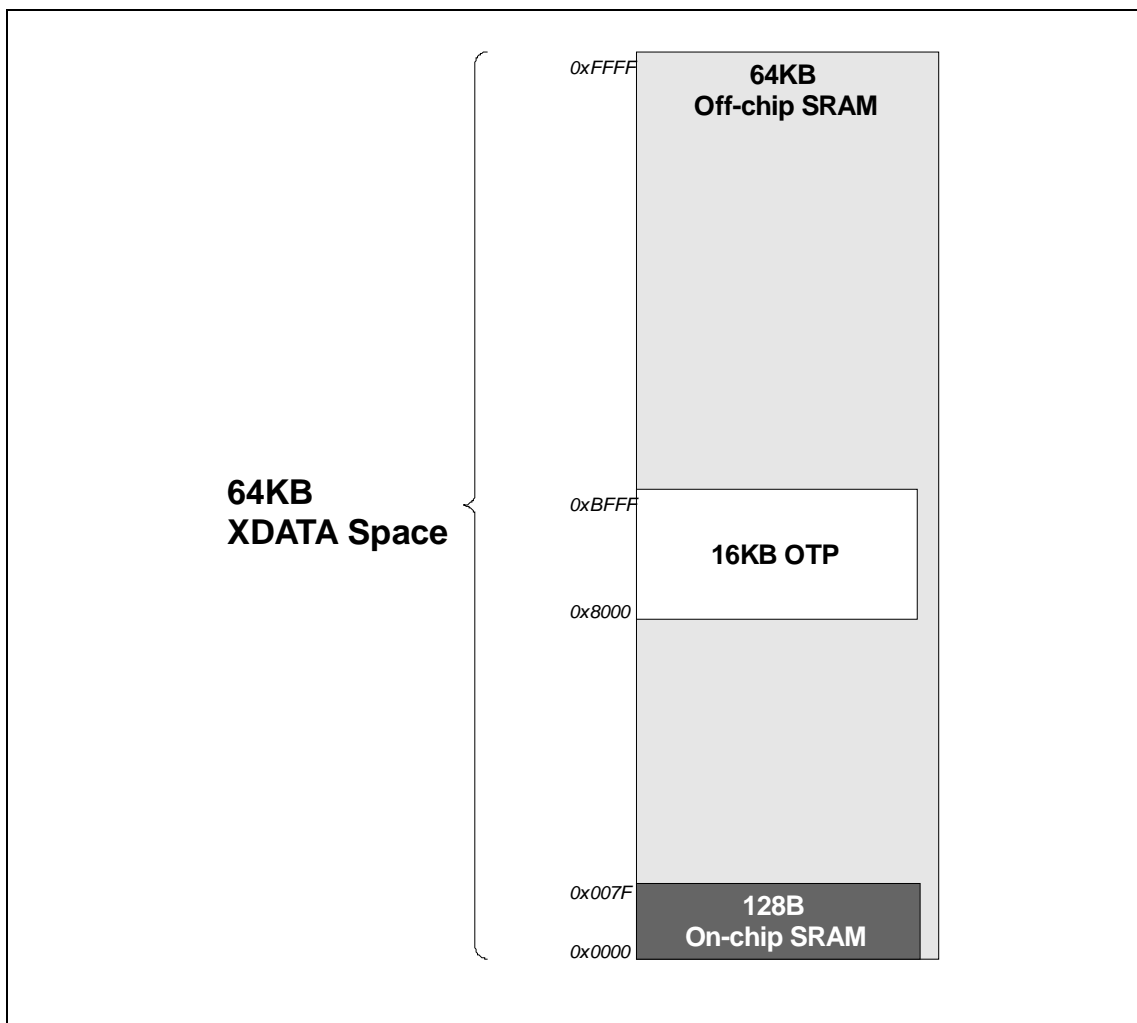 0xFFFF
64KB
Off-chip SRAM
64KB
XDATA Space
0xBFFF
16KB OTP
0x8000
0x007F
128B
On-chip SRAM
0x0000